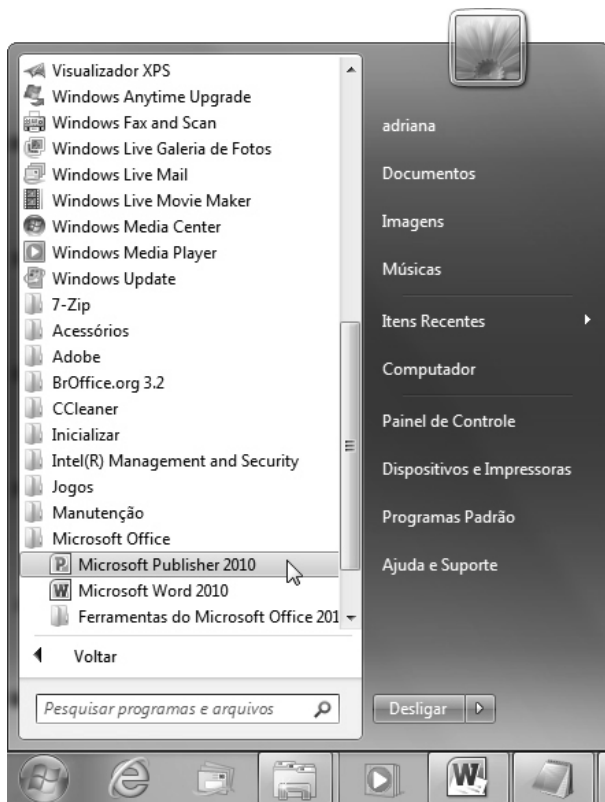 Visualizador XPS
Windows Anytime Upgrade
Windows Fax and Scan
Windows Live Galeria de Fotos
Windows Live Mail
Windows Live Movie Maker
Windows Media Center
Windows Media Player
Windows Update
7-Zip
Acessórios
Adobe
BrOffice.org 3.2
CCleaner
Inicializar
Intel(R) Management and Security
Jogos
Manutenção
Microsoft Office
Microsoft Publisher 2010
Microsoft Word 2010
Ferramentas do Microsoft Office 201
Voltar
Pesquisar programas e arquivos
adriana
Documentos
Imagens
Músicas
Itens Recentes
Computador
Painel de Controle
Dispositivos e Impressoras
Programas Padrão
Ajuda e Suporte
Desligar